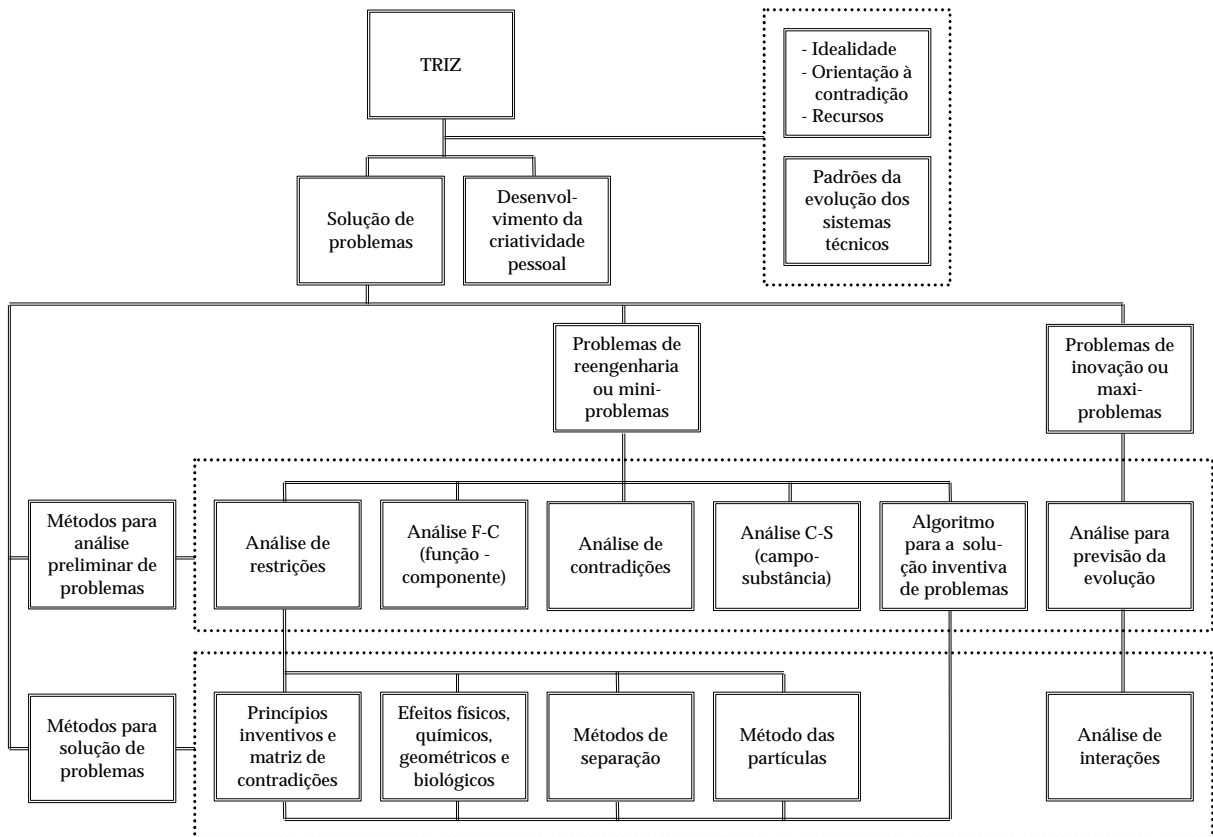 TRIZ
- Idealidade
- Orientação à
contradição
- Recursos
Padrões da
evolução dos
sistemas
técnicos
Solução de
problemas
Desenvol-
vimento da
criatividade
pessoal
Problemas de
reengenharia
ou mini-
problemas
Problemas de
inovação ou
maxi-
problemas
Métodos para
análise
preliminar de
problemas
Análise de
restrições
Análise F-C
(função -
componente)
Análise de
contradições
Análise C-S
(campo-
substância)
Algoritmo
para a solu-
ção inventiva
de problemas
Análise para
previsão da
evolução
Métodos para
solução de
problemas
Princípios
inventivos e
matriz de
contradições
Efeitos físicos,
químicos,
geométricos e
biológicos
Métodos de
separação
Método das
partículas
Análise de
interações